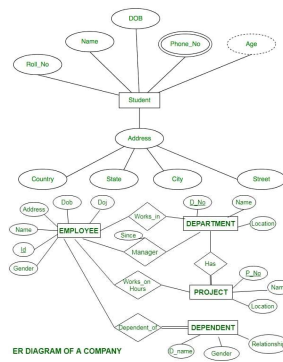 DOB
Name
Phone_No
Roll_No
Age
Student
Address
Country
State
City
Street
Address
Dob
Doj
Name
EMPLOYEE
Id
Gender
Works_in
Since
Manager
D_No
Name
DEPARTMENT
Location
Has
Works_on
Hours
P_No
Name
PROJECT
Location
Dependent_of
DEPENDENT
D_name
Gender
Relationship
ER DIAGRAM OF A COMPANY